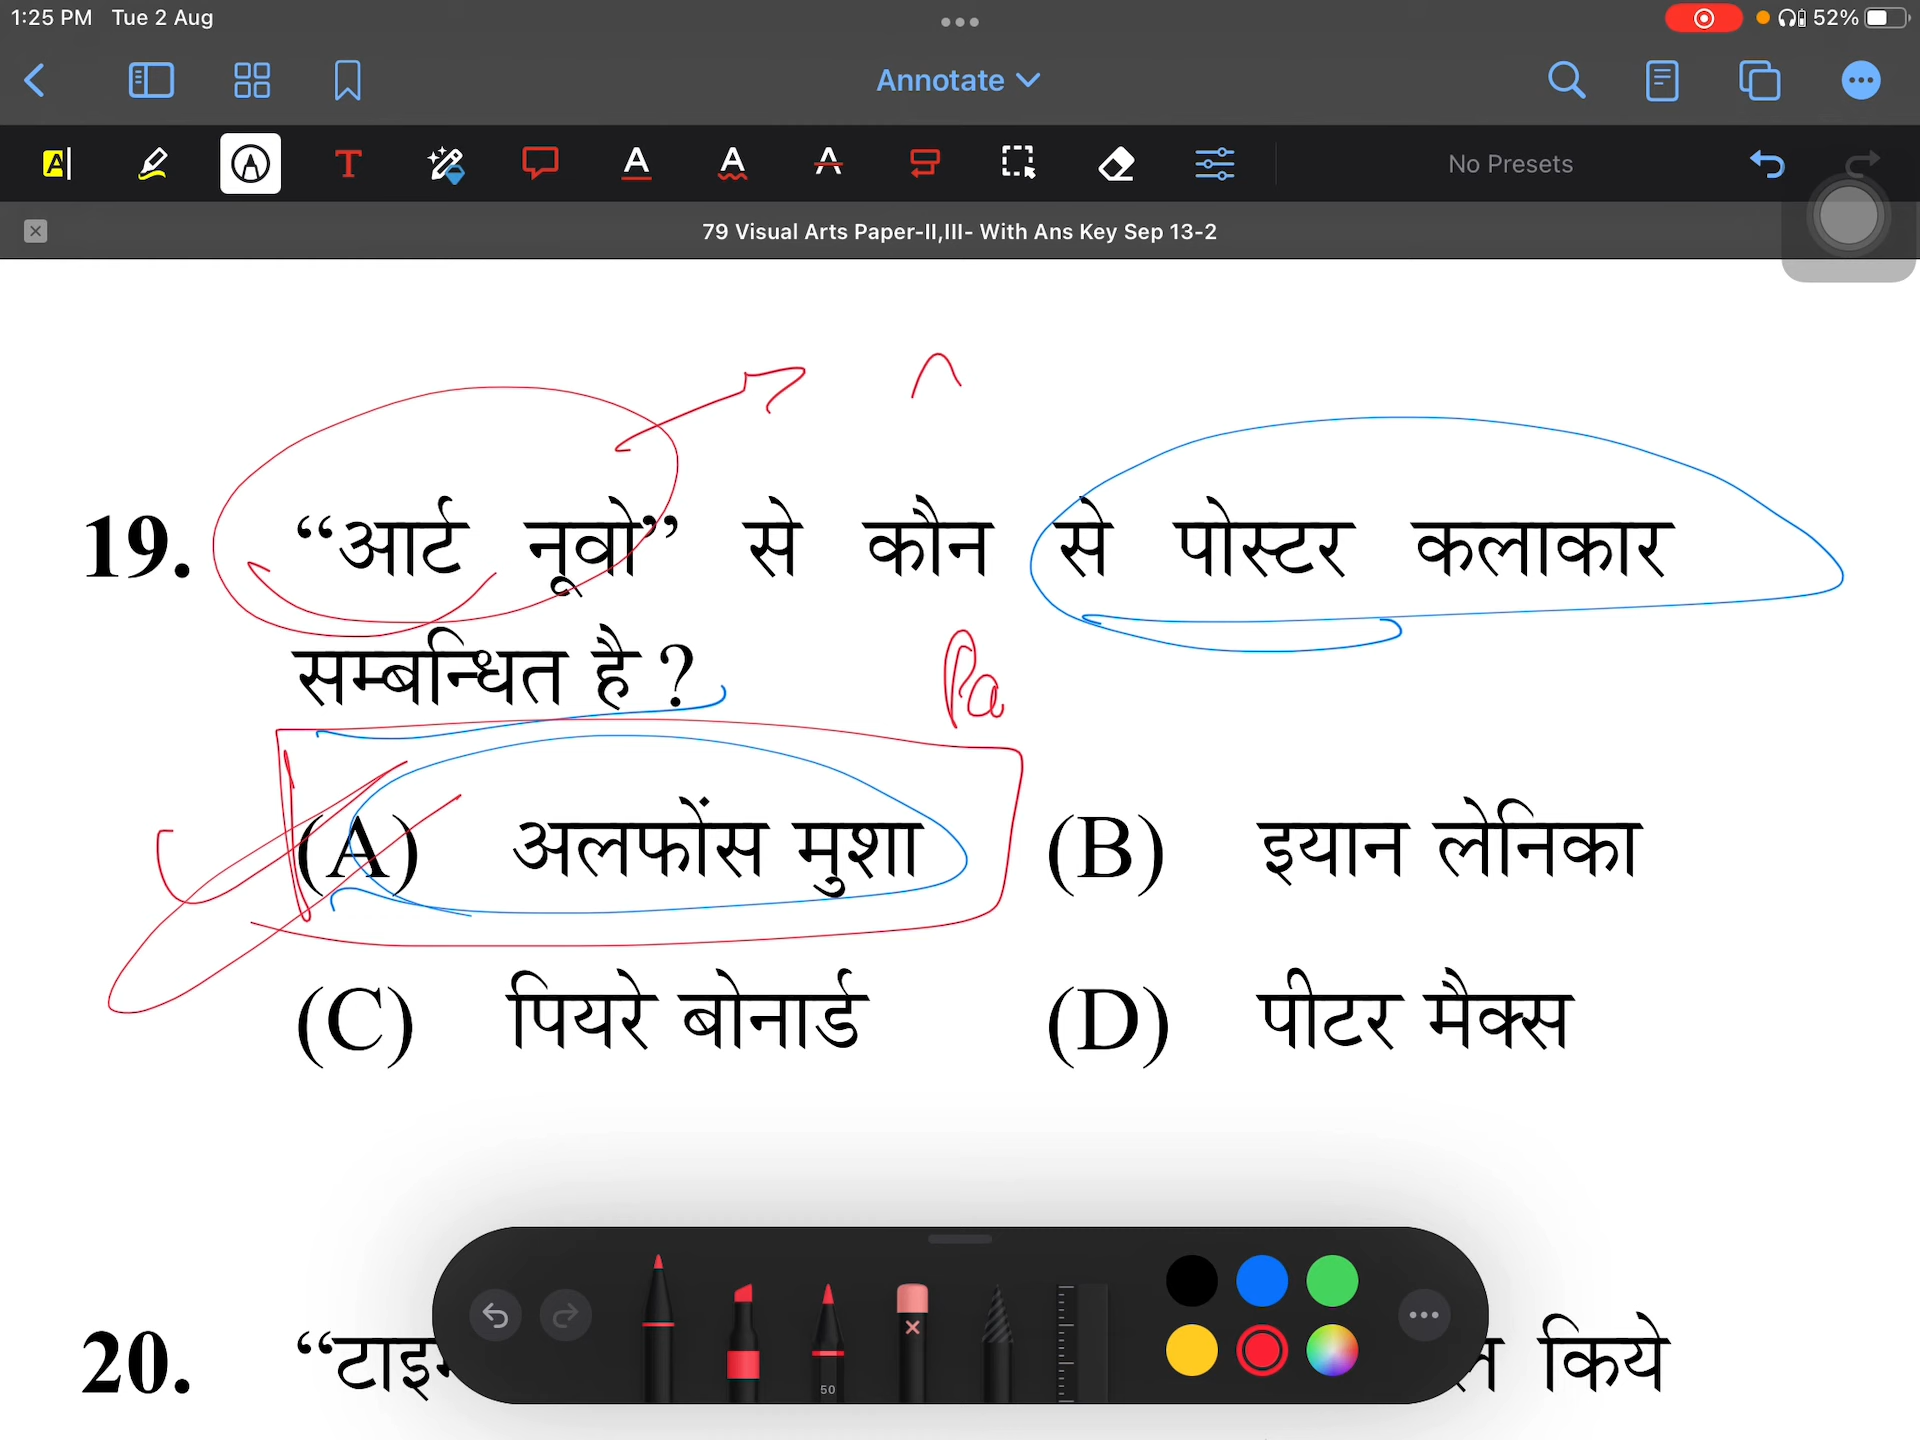 1:25 PM Tue 2 Aug
52%
Annotate
No Presets
79 Visual Arts Paper-II,III- With Ans Key Sep 13-2
19. “आर्ट नूवो” से कौन से पोस्टर कलाकार
सम्बन्धित है ?
Pa
(A) अलफोंस मुशा (B) इयान लेनिका
(C) पियरे बोनार्ड (D) पीटर मैक्स
50
20. किये